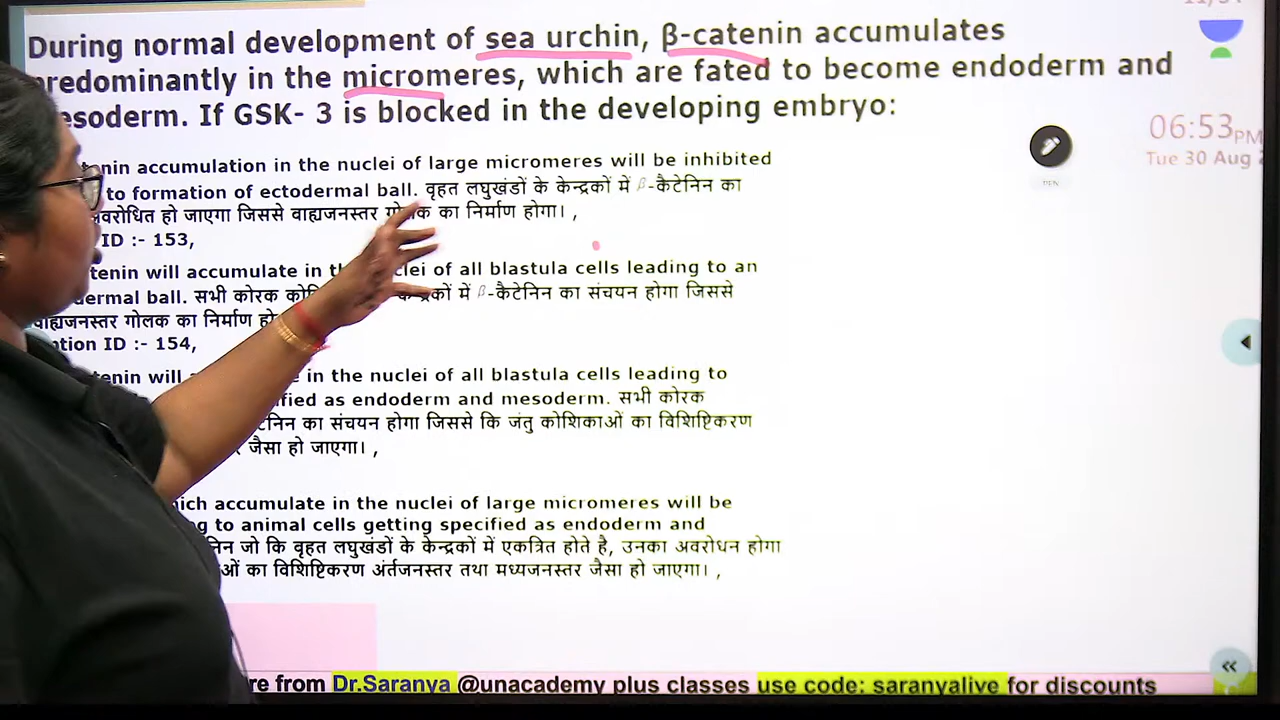 During normal development of sea urchin, β-catenin accumulates
predominantly in the micromeres, which are fated to become endoderm and
esoderm. If GSK- 3 is blocked in the developing embryo:
06:53PM
Tue 30 Aug
PEN
tenin accumulation in the nuclei of large micromeres will be inhibited
to formation of ectodermal ball. वृहत लघुखंडों के केन्द्रकों में β-कैटेनिन का
अवरोधित हो जाएगा जिससे वाह्यजनस्तर गोलक का निर्माण होगा। ,
ID :- 153,
tenin will accumulate in the nuclei of all blastula cells leading to an
dermal ball. सभी कोरक में β-कैटेनिन का संचयन होगा जिससे
वाह्यजनस्तर गोलक का निर्माण
tion ID :- 154,
tenin will in the nuclei of all blastula cells leading to
ified as endoderm and mesoderm. सभी कोरक
टेनिन का संचयन होगा जिससे कि जंतु कोशिकाओं का विशिष्टिकरण
जैसा हो जाएगा। ,
ich accumulate in the nuclei of large micromeres will be
g to animal cells getting specified as endoderm and
निन जो कि वृहत लघुखंडों के केन्द्रकों में एकत्रित होते है, उनका अवरोधन होगा
ओं का विशिष्टिकरण अंर्तजनस्तर तथा मध्यजनस्तर जैसा हो जाएगा। ,
re from Dr.Saranya @unacademy plus classes use code: saranyalive for discounts